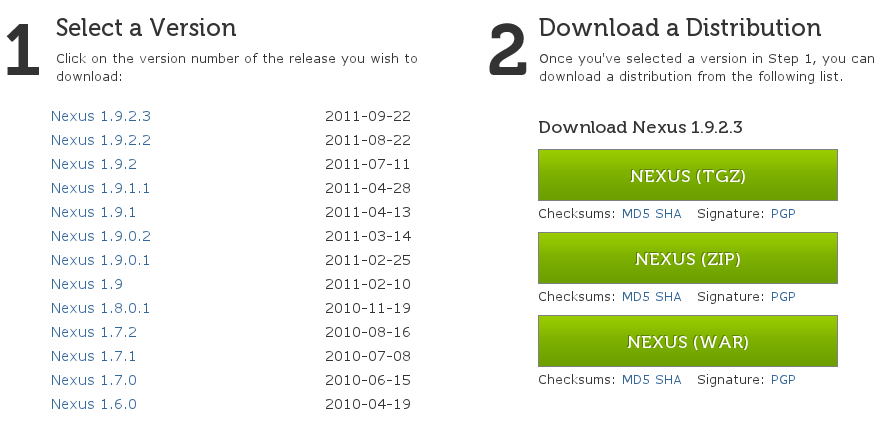 1
Select a Version
Click on the version number of the release you wish to
download:
Nexus 1.9.2.3 2011-09-22
Nexus 1.9.2.2 2011-08-22
Nexus 1.9.2 2011-07-11
Nexus 1.9.1.1 2011-04-28
Nexus 1.9.1 2011-04-13
Nexus 1.9.0.2 2011-03-14
Nexus 1.9.0.1 2011-02-25
Nexus 1.9 2011-02-10
Nexus 1.8.0.1 2010-11-19
Nexus 1.7.2 2010-08-16
Nexus 1.7.1 2010-07-08
Nexus 1.7.0 2010-06-15
Nexus 1.6.0 2010-04-19
2
Download a Distribution
Once you've selected a version in Step 1, you can
download a distribution from the following list.
Download Nexus 1.9.2.3
NEXUS (TGZ)
Checksums: MD5 SHA Signature: PGP
NEXUS (ZIP)
Checksums: MD5 SHA Signature: PGP
NEXUS (WAR)
Checksums: MD5 SHA Signature: PGP